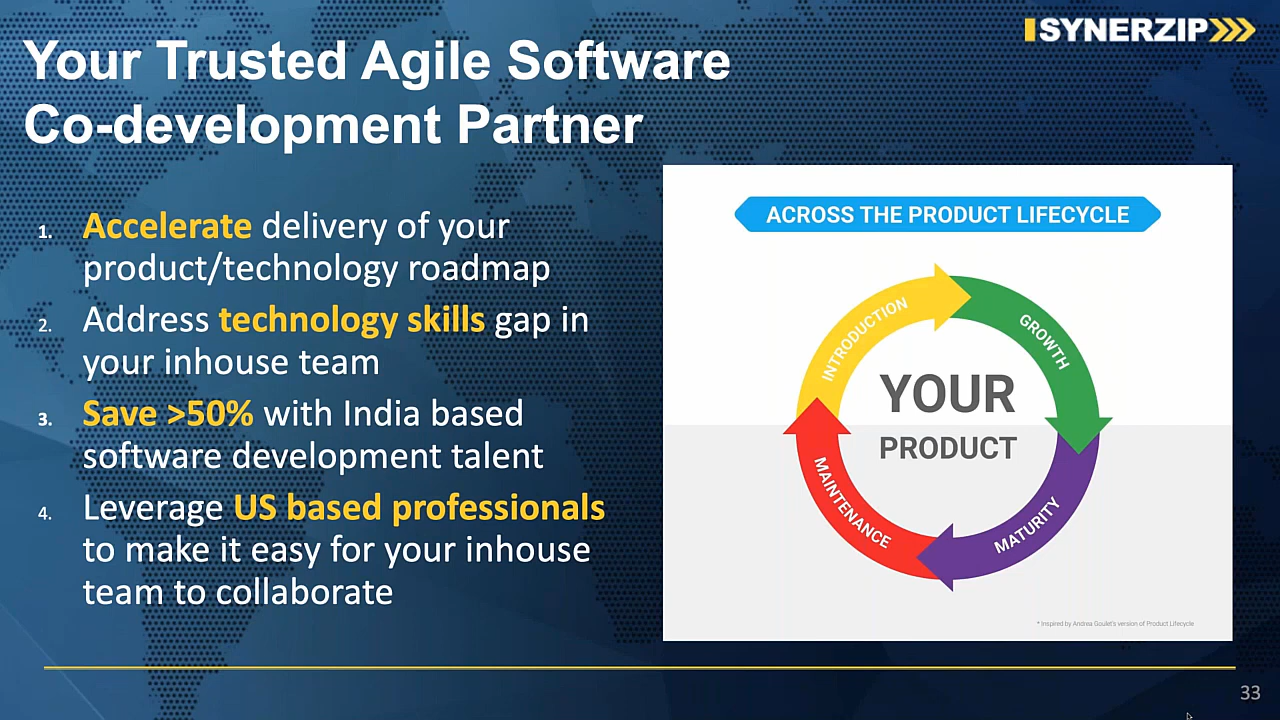 SYNERZIP
Your Trusted Agile Software
Co-development Partner
1. Accelerate delivery of your
product/technology roadmap
2. Address technology skills gap in
your inhouse team
3. Save >50% with India based
software development talent
4. Leverage US based professionals
to make it easy for your inhouse
team to collaborate
ACROSS THE PRODUCT LIFECYCLE
INTRODUCTION
GROWTH
YOUR
PRODUCT
MAINTENANCE
MATURITY
* Inspired by Andrea Goulet's version of Product Lifecycle
33